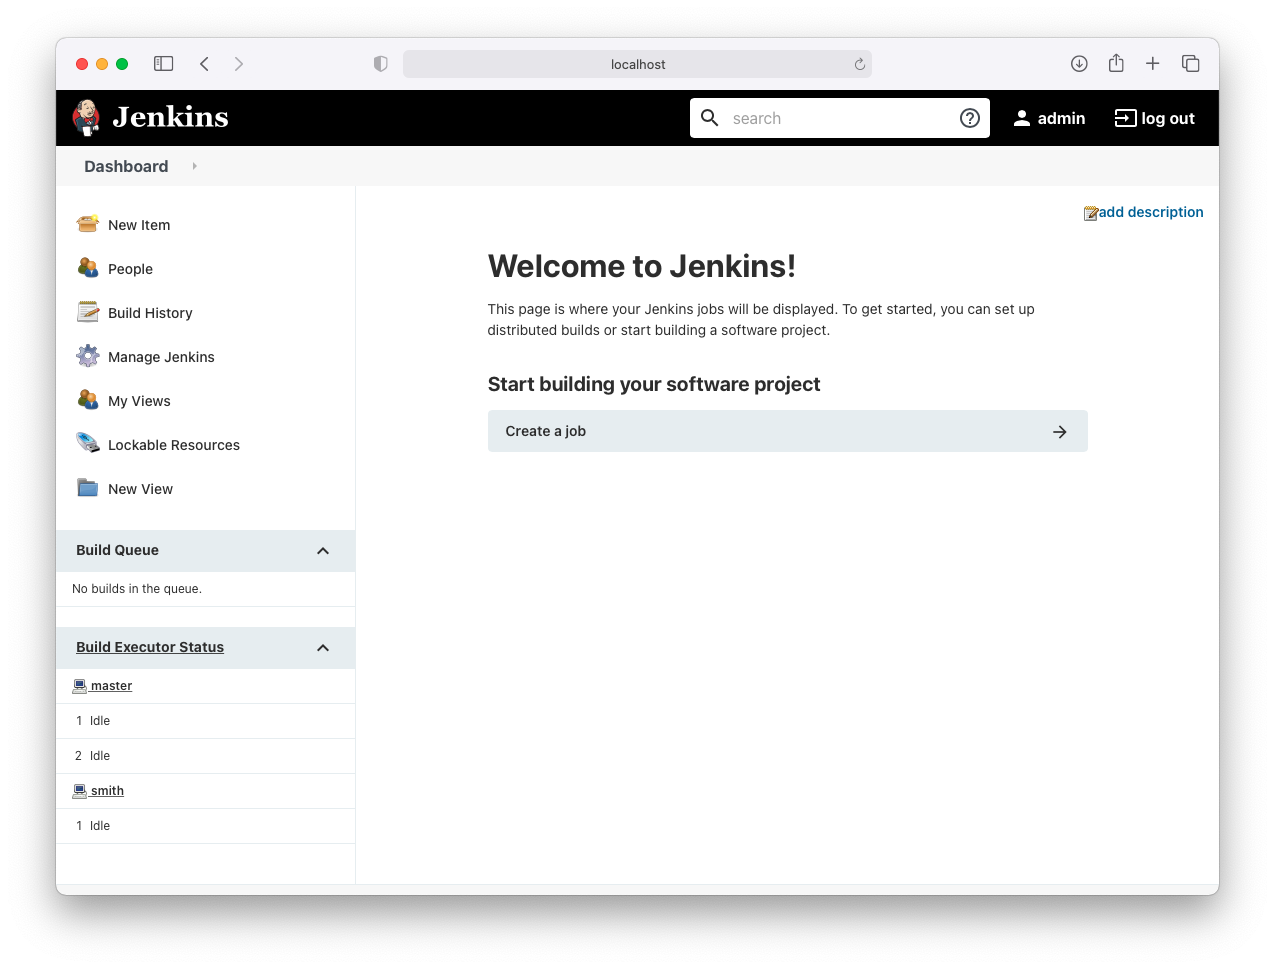 localhost
Jenkins
search
admin
log out
Dashboard
New Item
People
Build History
Manage Jenkins
My Views
Lockable Resources
New View
Build Queue
No builds in the queue.
Build Executor Status
master
1 Idle
2 Idle
smith
1 Idle
add description
Welcome to Jenkins!
This page is where your Jenkins jobs will be displayed. To get started, you can set up
distributed builds or start building a software project.
Start building your software project
Create a job